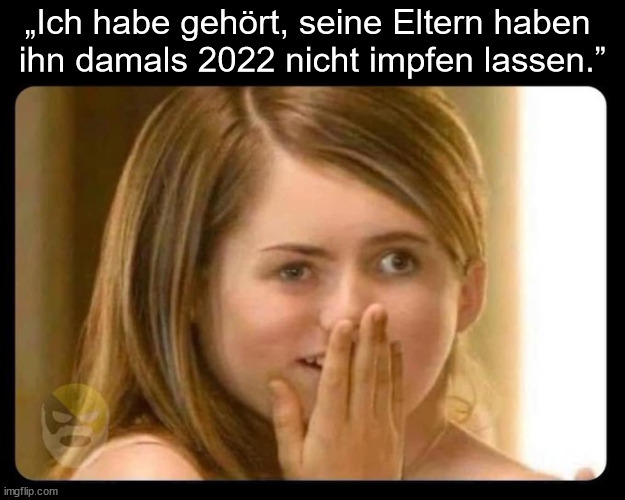 „Ich habe gehört, seine Eltern haben
ihn damals 2022 nicht impfen lassen.”
imgflip.com